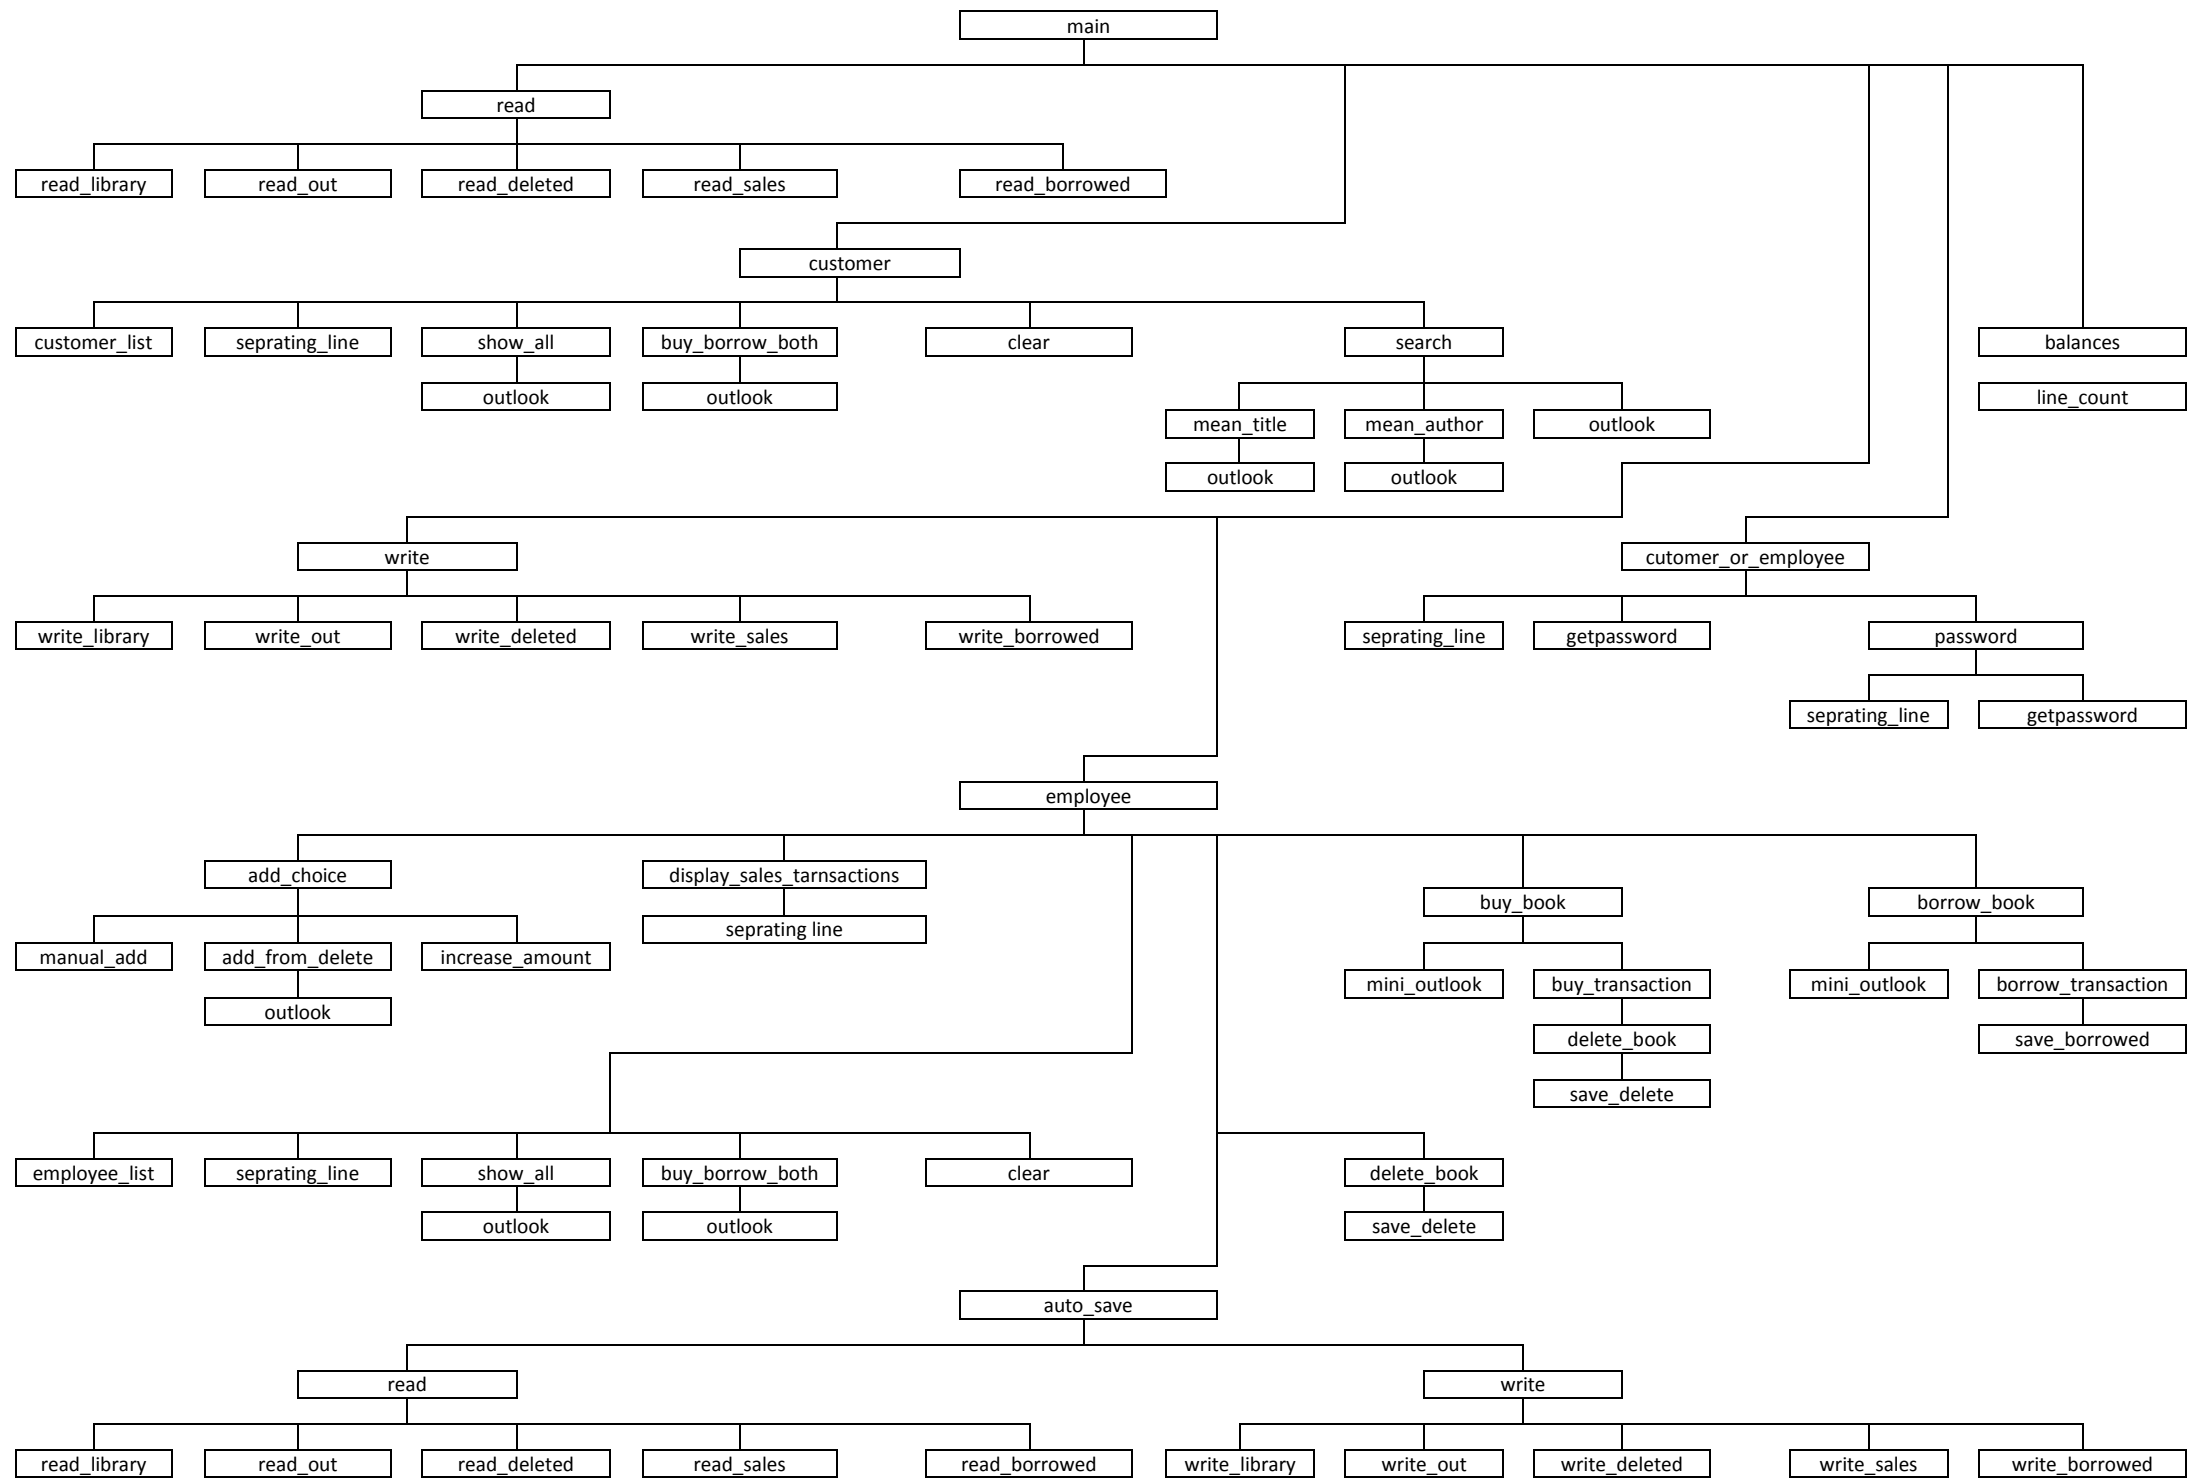 main
read
read_library
read_out
read_deleted
read_sales
read_borrowed
customer
customer_list
seprating_line
show_all
buy_borrow_both
clear
search
balances
outlook
outlook
line_count
mean_title
mean_author
outlook
outlook
outlook
write
cutomer_or_employee
write_library
write_out
write_deleted
write_sales
write_borrowed
seprating_line
getpassword
password
seprating_line
getpassword
employee
add_choice
display_sales_tarnsactions
buy_book
borrow_book
seprating line
manual_add
add_from_delete
increase_amount
mini_outlook
buy_transaction
mini_outlook
borrow_transaction
outlook
delete_book
save_borrowed
save_delete
employee_list
seprating_line
show_all
buy_borrow_both
clear
delete_book
outlook
outlook
save_delete
auto_save
read
write
read_library
read_out
read_deleted
read_sales
read_borrowed
write_library
write_out
write_deleted
write_sales
write_borrowed